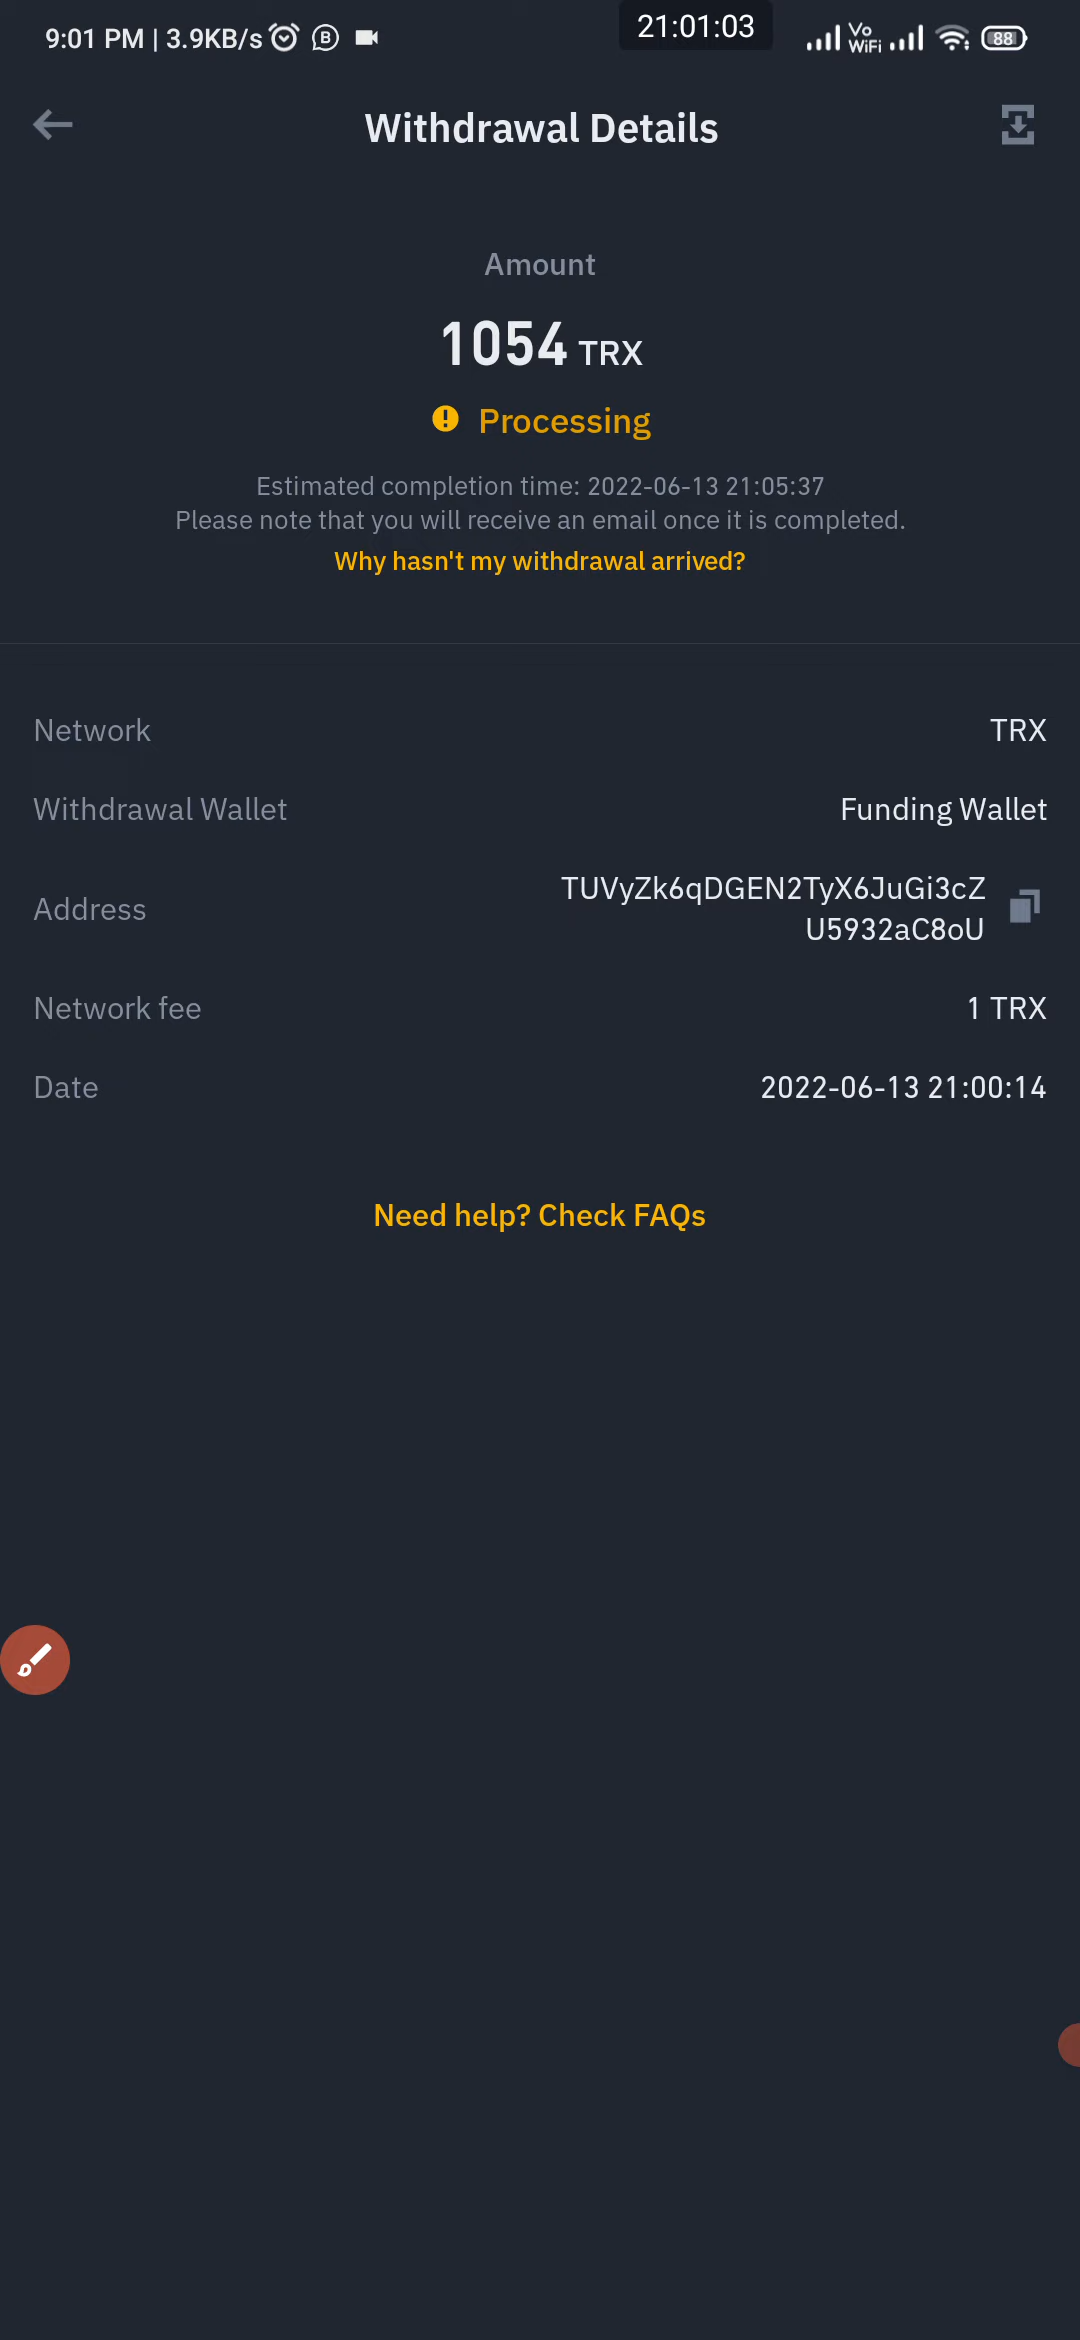 9:01 PM | 3.9KB/s
21:01:03
Vo
WiFi
88
Withdrawal Details
Amount
1054 TRX
Processing
Estimated completion time: 2022-06-13 21:05:37
Please note that you will receive an email once it is completed.
Why hasn't my withdrawal arrived?
Network TRX
Withdrawal Wallet Funding Wallet
Address TUVyZk6qDGEN2TyX6JuGi3cZ
U5932aC8oU
Network fee 1 TRX
Date 2022-06-13 21:00:14
Need help? Check FAQs